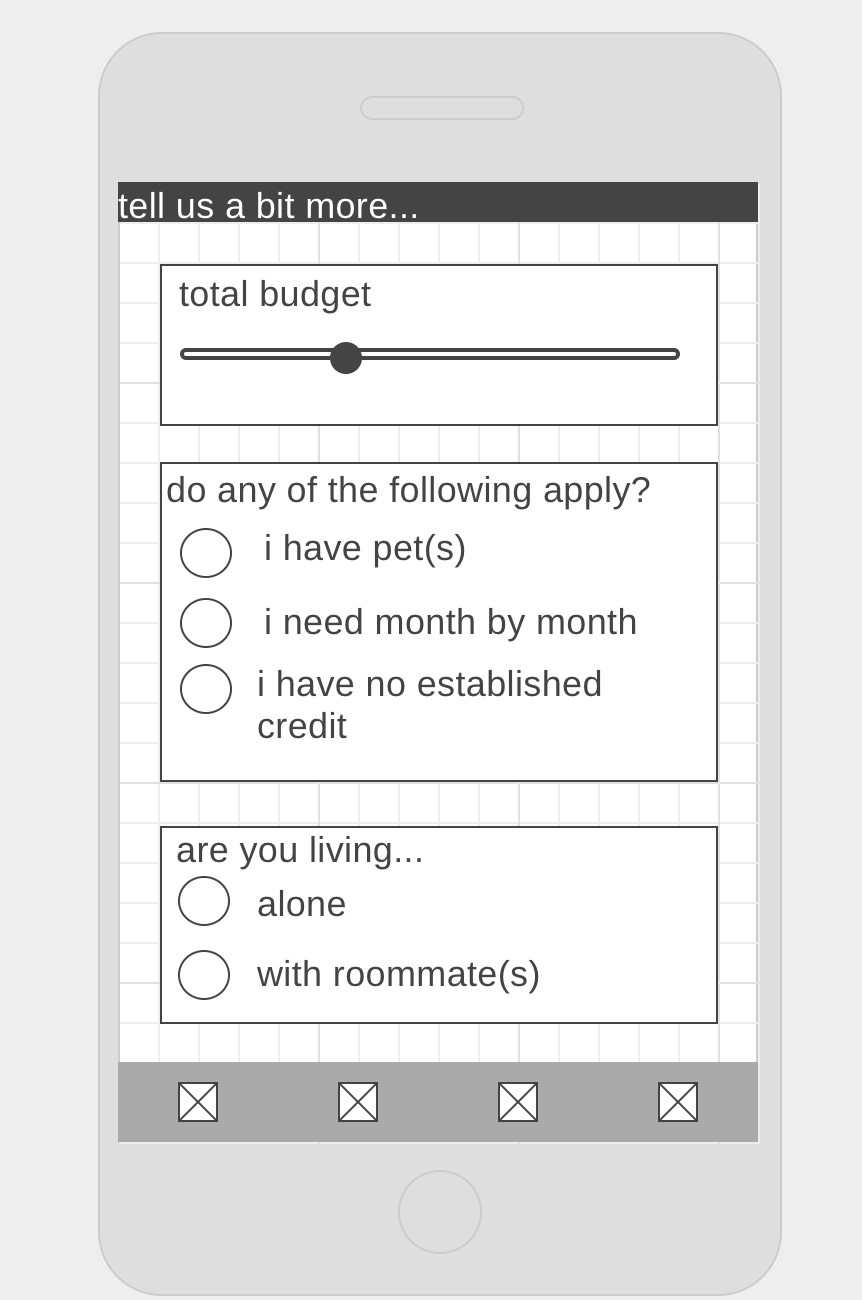 tell us a bit more...
total budget
do any of the following apply?
i have pet(s)
i need month by month
i have no established
credit
are you living...
alone
with roommate(s)